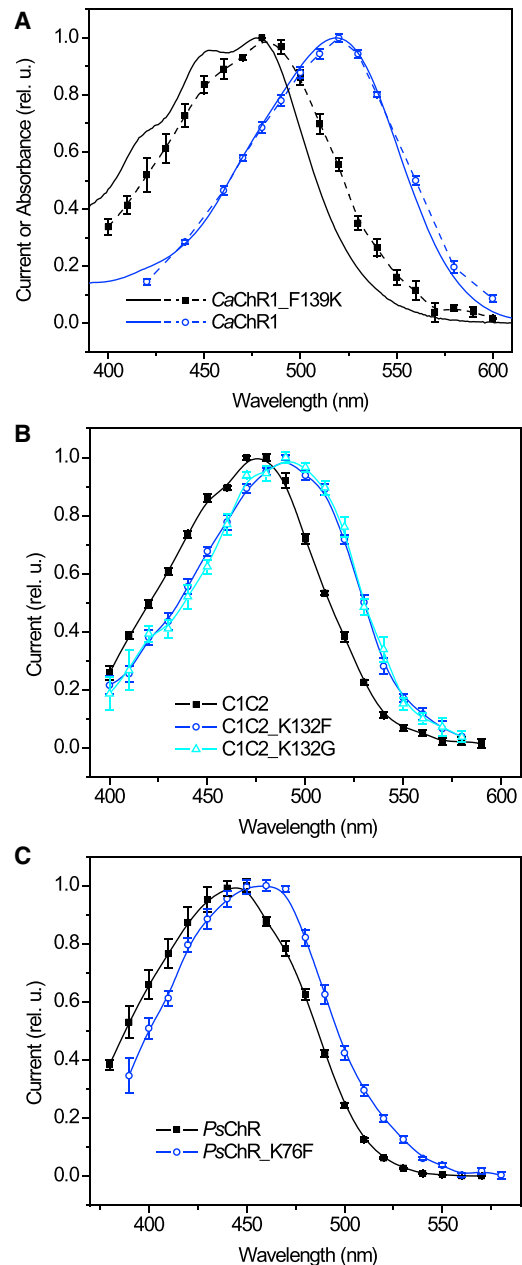 A
Current or Absorbance (rel. u.)
1.0
0.8
0.6
0.4
0.2
0.0
CaChR1_F139K
CaChR1
400
450
500
550
600
Wavelength (nm)
B
Current (rel. u.)
1.0
0.8
0.6
0.4
0.2
0.0
C1C2
C1C2_K132F
C1C2_K132G
400
450
500
550
600
Wavelength (nm)
C
Current (rel. u.)
1.0
0.8
0.6
0.4
0.2
0.0
PsChR
PsChR_K76F
400
450
500
550
Wavelength (nm)